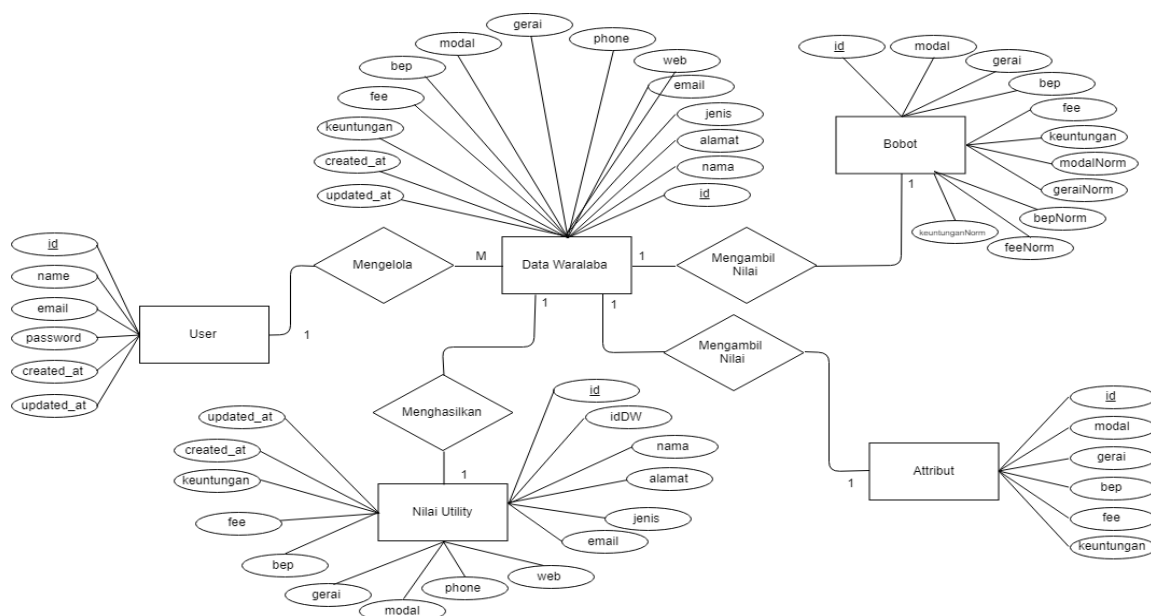 gerai
modal
phone
bep
web
fee
email
keuntungan
jenis
created_at
alamat
updated_at
nama
id
id
modal
gerai
bep
fee
keuntungan
modalNorm
geraiNorm
bepNorm
feeNorm
keuntunganNorm
Bobot
1
id
name
email
password
created_at
updated_at
User
1
Mengelola
M
Data Waralaba
1
Mengambil
Nilai
1
1
Mengambil
Nilai
1
Attribut
id
modal
gerai
bep
fee
keuntungan
Menghasilkan
1
Nilai Utility
updated_at
created_at
keuntungan
fee
bep
gerai
modal
phone
web
email
jenis
alamat
nama
idDW
id